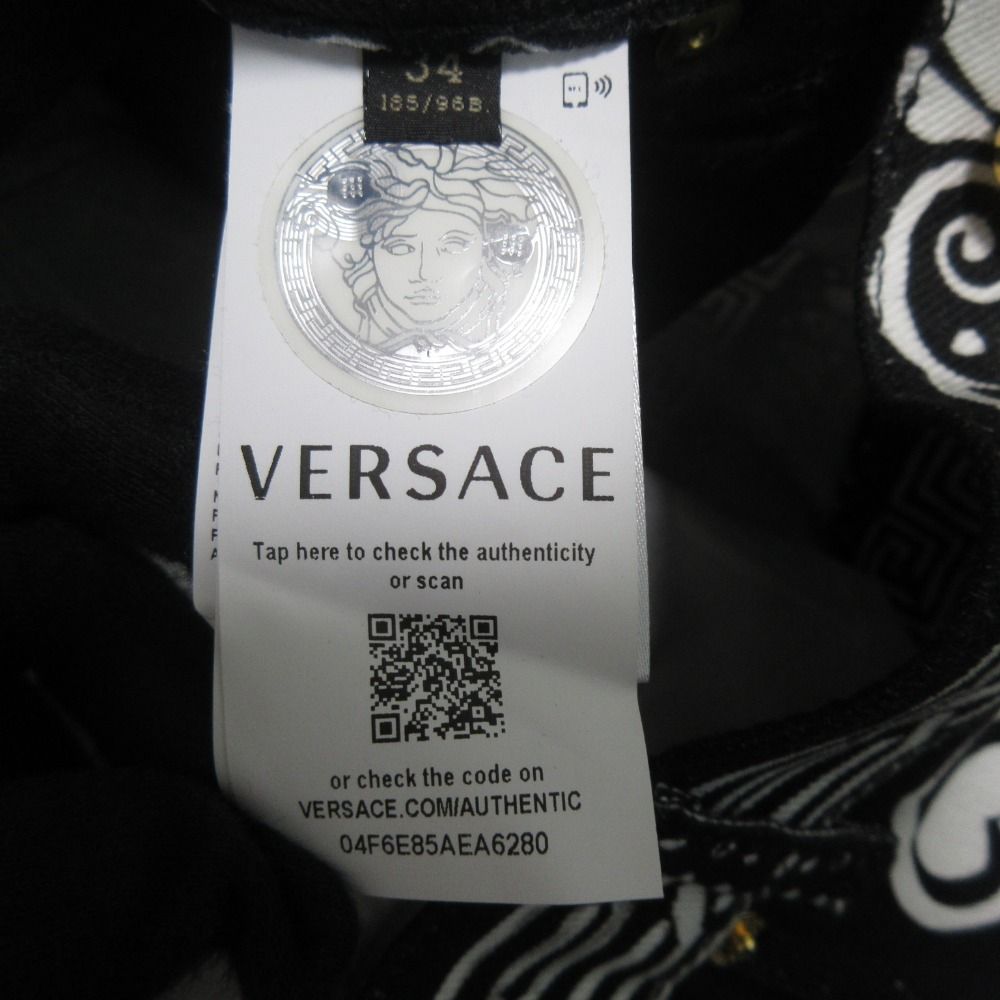 34
185/96B
VERSACE
Tap here to check the authenticity
or scan
or check the code on
VERSACE.COM/AUTHENTIC
04F6E85AEA6280